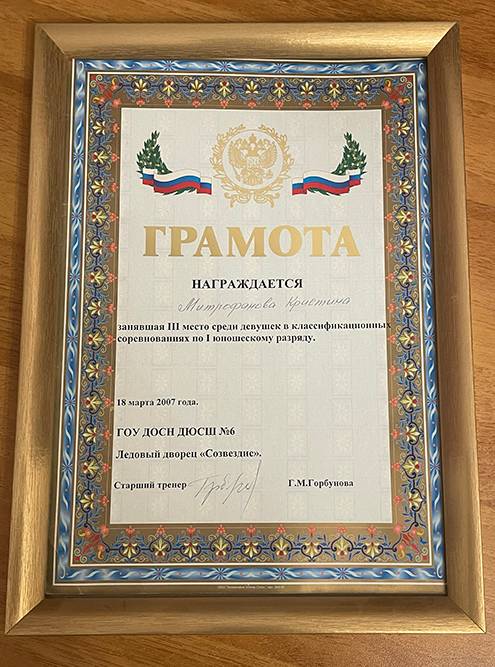 ГРАМОТА
НАГРАЖДАЕТСЯ
Митрофанова Кристина
занявшая III место среди девушек в классификационных
соревнованиях по I юношескому разряду.
18 марта 2007 года.
ГОУ ДОСН ДЮСШ №6
Ледовый дворец «Созвездие».
Старший тренер Г.М.Горбунова